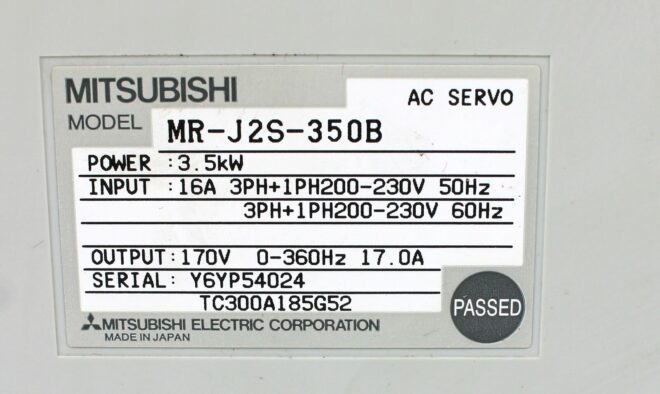 MITSUBISHI
AC SERVO
MODEL MR-J2S-350B
POWER :3.5kW
INPUT :16A 3PH+1PH200-230V 50Hz
3PH+1PH200-230V 60Hz
OUTPUT:170V 0-360Hz 17.0A
SERIAL: Y6YP54024
TC300A185G52
PASSED
MITSUBISHI ELECTRIC CORPORATION
MADE IN JAPAN